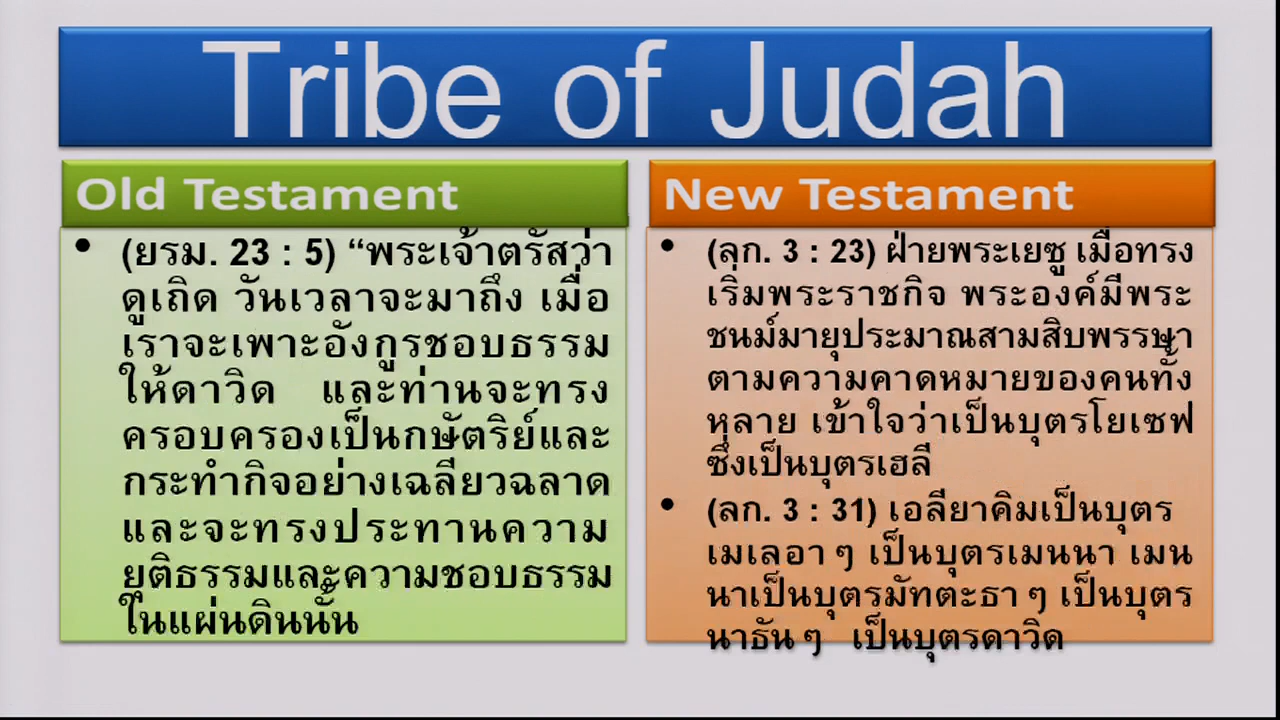 Tribe of Judah
Old Testament
• (ยรม. 23 : 5) “พระเจ้าตรัสว่า
ดูเถิด วันเวลาจะมาถึง เมื่อ
เราจะเพาะอังกูรชอบธรรม
ให้ดาวิด และท่านจะทรง
ครอบครองเป็นกษัตริย์และ
กระทำกิจอย่างเฉลียวฉลาด
และจะทรงประทานความ
ยุติธรรมและความชอบธรรม
ในแผ่นดินนั้น
New Testament
• (ลุก. 3 : 23) ฝ่ายพระเยซู เมื่อทรง
เริ่มพระราชกิจ พระองค์มีพระ
ชนม์มายุประมาณสามสิบพรรษา
ตามความคาดหมายของคนทั้ง
หลาย เข้าใจว่าเป็นบุตรโยเซฟ
ซึ่งเป็นบุตรเฮลี
• (ลก. 3 : 31) เอลียาคิมเป็นบุตร
เมเลอา ๆ เป็นบุตรเมนนา เมน
นาเป็นบุตรมัทตะธา ๆ เป็นบุตร
นาธัน ๆ เป็นบุตรดาวิด